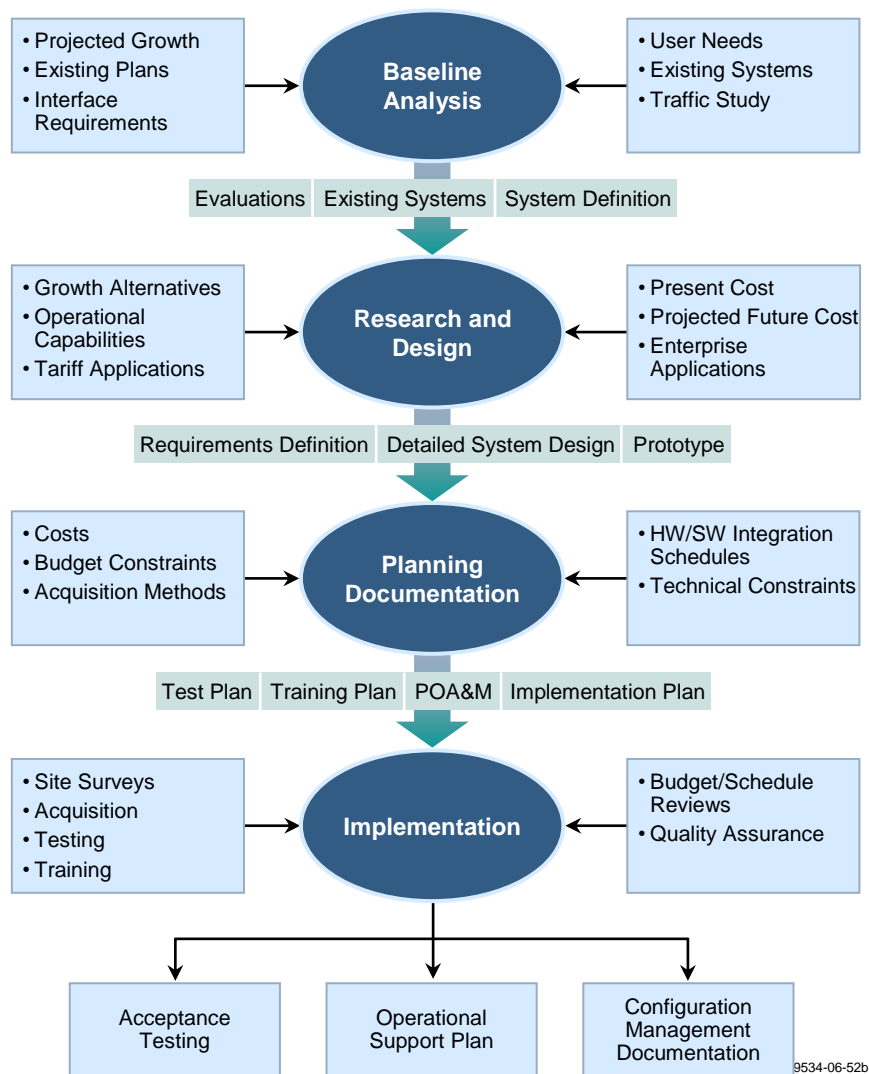 • Projected Growth
• Existing Plans
• Interface
Requirements
Baseline
Analysis
• User Needs
• Existing Systems
• Traffic Study
Evaluations Existing Systems System Definition
• Growth Alternatives
• Operational
Capabilities
• Tariff Applications
Research and
Design
• Present Cost
• Projected Future Cost
• Enterprise
Applications
Requirements Definition Detailed System Design Prototype
• Costs
• Budget Constraints
• Acquisition Methods
Planning
Documentation
• HW/SW Integration
Schedules
• Technical Constraints
Test Plan Training Plan POA&M Implementation Plan
• Site Surveys
• Acquisition
• Testing
• Training
Implementation
• Budget/Schedule
Reviews
• Quality Assurance
Acceptance
Testing
Operational
Support Plan
Configuration
Management
Documentation
9534-06-52b